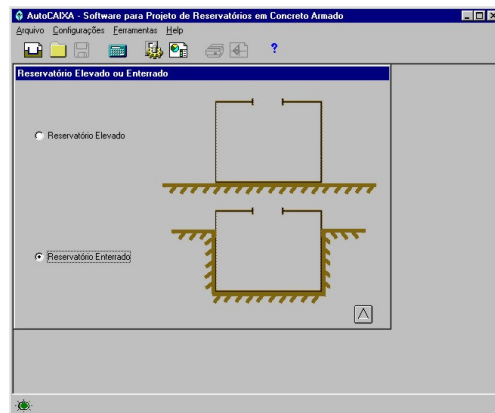 AutoCAIXA - Software para Projeto de Reservatórios em Concreto Armado
Arquivo Configurações Ferramentas Help
?
Reservatório Elevado ou Enterrado
Reservatório Elevado
Reservatório Enterrado